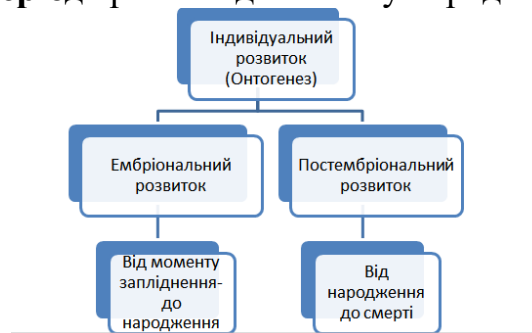 Індивідуальний
розвиток
(Онтогенез)
Ембріональний
розвиток
Постембріональний
розвиток
Від моменту
запліднення-
до
народження
Від
народження
до смерті